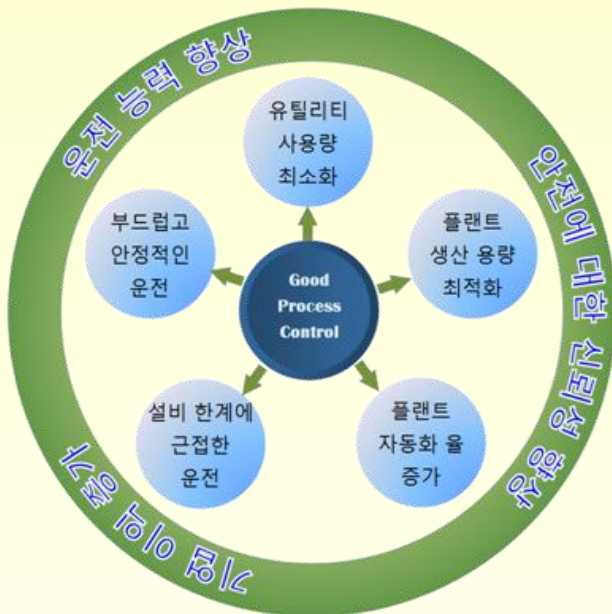 운전 능력 향상
안전에 대한 신뢰성 향상
기업 이익 증가
유틸리티
사용량
최소화
부드럽고
안정적인
운전
플랜트
생산 용량
최적화
Good
Process
Control
설비 한계에
근접한
운전
플랜트
자동화 율
증가